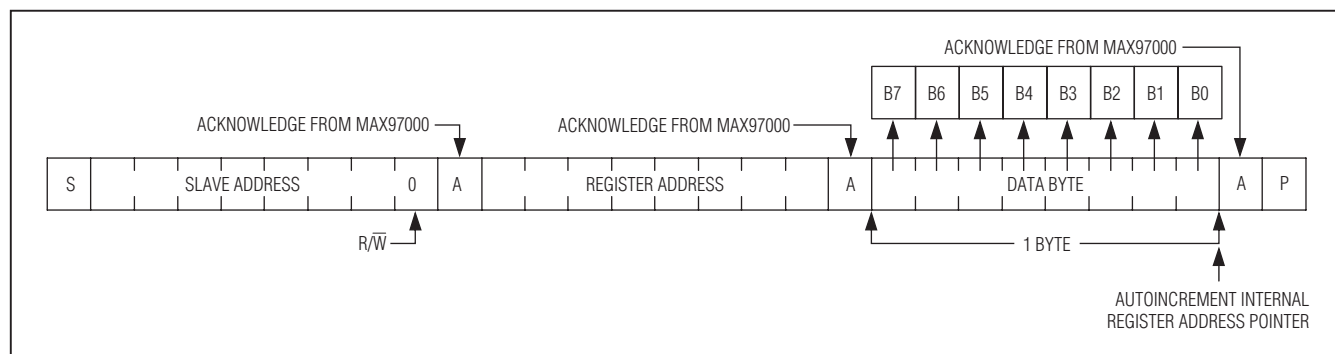 ACKNOWLEDGE FROM MAX97000
B7 B6 B5 B4 B3 B2 B1 B0
ACKNOWLEDGE FROM MAX97000 ACKNOWLEDGE FROM MAX97000
S SLAVE ADDRESS 0 A REGISTER ADDRESS A DATA BYTE A P
R/W̅ 1 BYTE
AUTOINCREMENT INTERNAL
REGISTER ADDRESS POINTER